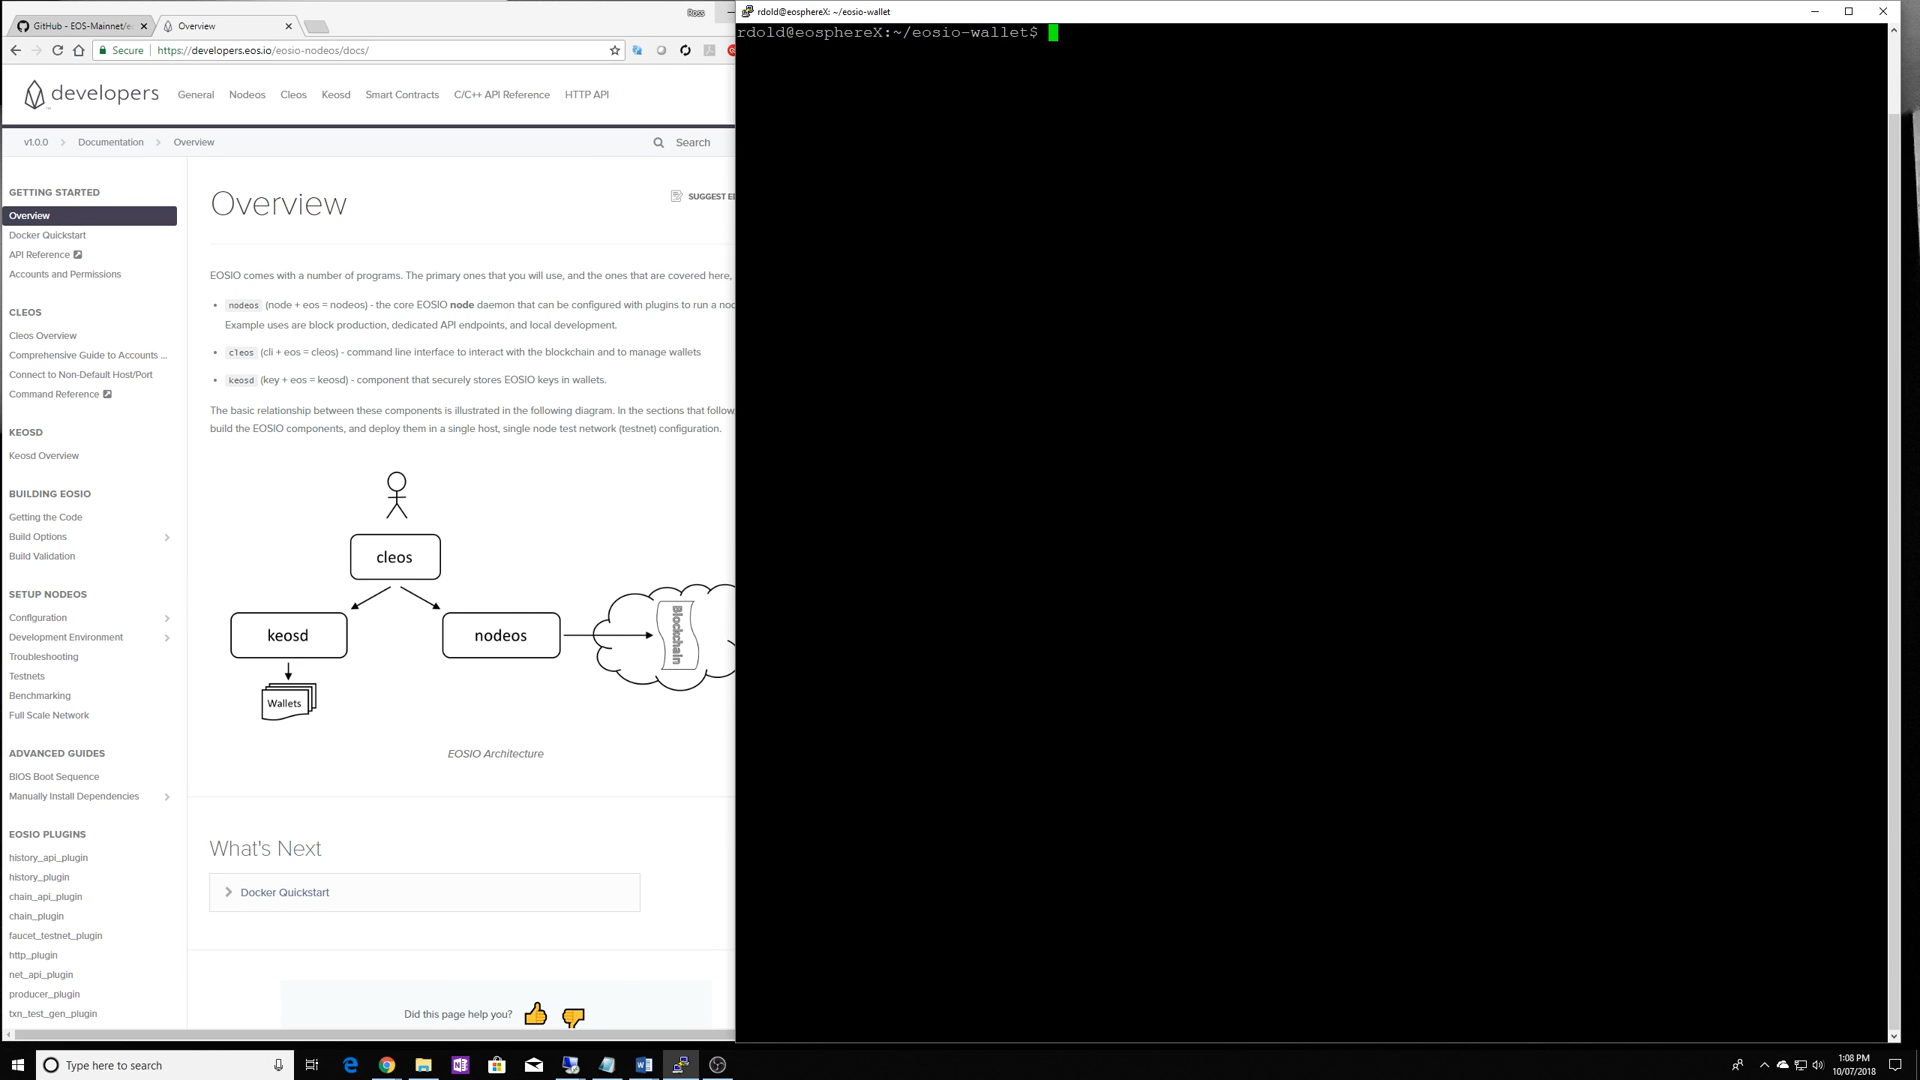 GitHub - EOS-Mainnet/e
Overview
Ross
Secure
https://developers.eos.io/eosio-nodeos/docs/
developers
General
Nodeos
Cleos
Keosd
Smart Contracts
C/C++ API Reference
HTTP API
v1.0.0
Documentation
Overview
Search
GETTING STARTED
Overview
Docker Quickstart
API Reference
Accounts and Permissions
CLEOS
Cleos Overview
Comprehensive Guide to Accounts ...
Connect to Non-Default Host/Port
Command Reference
KEOSD
Keosd Overview
BUILDING EOSIO
Getting the Code
Build Options
Build Validation
SETUP NODEOS
Configuration
Development Environment
Troubleshooting
Testnets
Benchmarking
Full Scale Network
ADVANCED GUIDES
BIOS Boot Sequence
Manually Install Dependencies
EOSIO PLUGINS
history_api_plugin
history_plugin
chain_api_plugin
chain_plugin
faucet_testnet_plugin
http_plugin
net_api_plugin
producer_plugin
txn_test_gen_plugin
Overview
SUGGEST E
EOSIO comes with a number of programs. The primary ones that you will use, and the ones that are covered here,
• nodeos (node + eos = nodeos) - the core EOSIO node daemon that can be configured with plugins to run a nod
Example uses are block production, dedicated API endpoints, and local development.
• cleos (cli + eos = cleos) - command line interface to interact with the blockchain and to manage wallets
• keosd (key + eos = keosd) - component that securely stores EOSIO keys in wallets.
The basic relationship between these components is illustrated in the following diagram. In the sections that follow,
build the EOSIO components, and deploy them in a single host, single node test network (testnet) configuration.
cleos
keosd
nodeos
Blockchain
Wallets
EOSIO Architecture
What's Next
Docker Quickstart
Did this page help you?
rdold@eosphereX: ~/eosio-wallet
rdold@eosphereX:~/eosio-wallet$
Type here to search
1:08 PM
10/07/2018